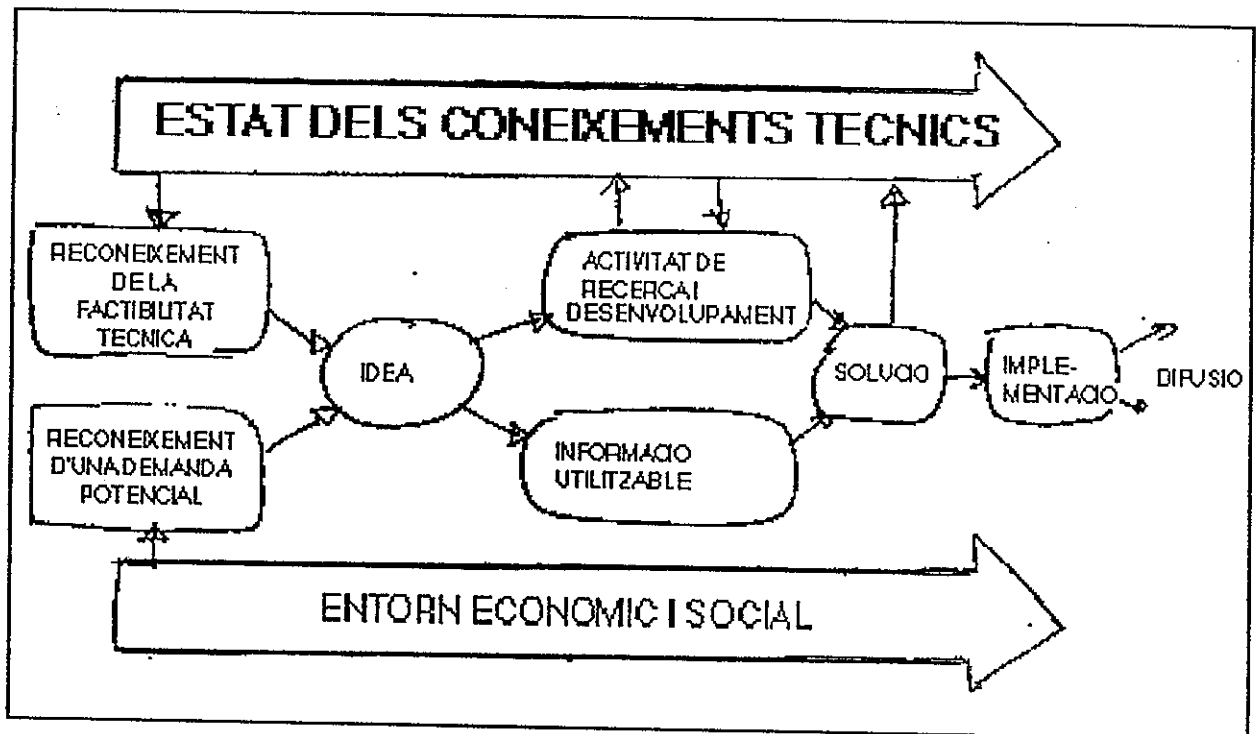 ESTAT DELS CONEIXEMENTS TECNICS
RECONEIXEMENT
DE LA
FACTIBILITAT
TECNICA
IDEA
ACTIVITAT DE
RECERCA I
DESENVOLUPAMENT
SOLUCIO
IMPLE-
MENTACIO
DIFUSIO
RECONEIXEMENT
D'UNA DEMANDA
POTENCIAL
INFORMACIO
UTILITZABLE
ENTORN ECONOMIC I SOCIAL